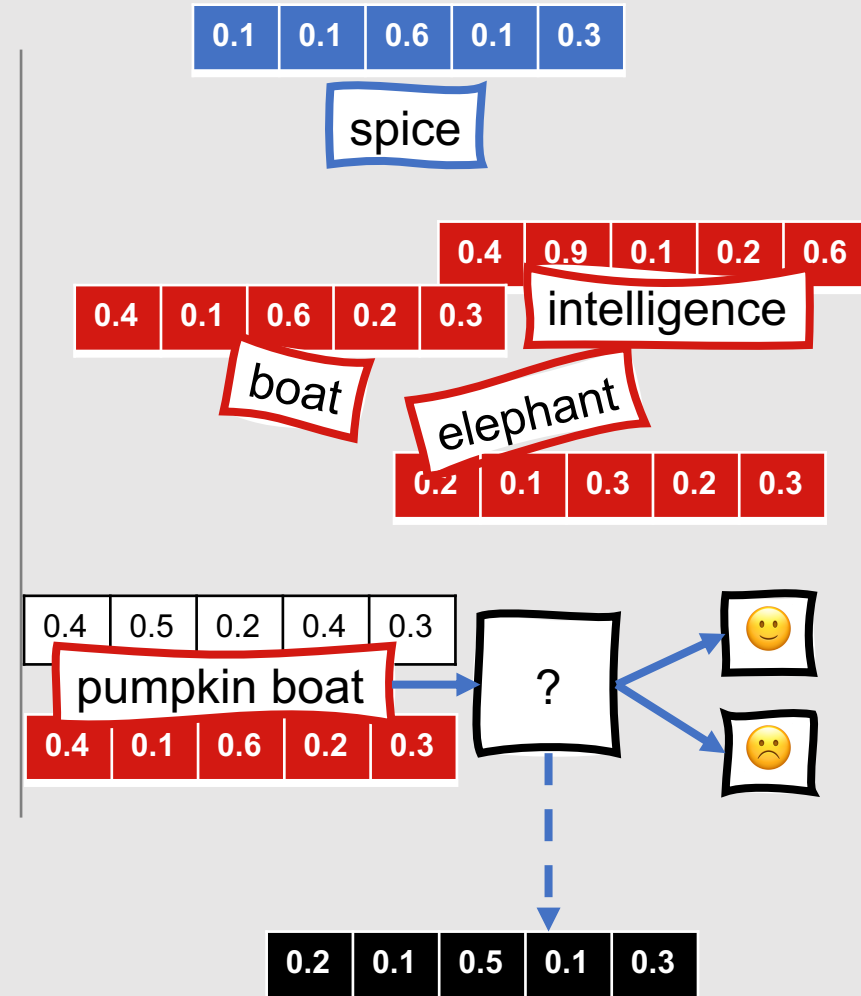 0.1 0.1 0.6 0.1 0.3
spice
0.4 0.9 0.1 0.2 0.6
intelligence
0.4 0.1 0.6 0.2 0.3
boat
elephant
0.2 0.1 0.3 0.2 0.3
0.4 0.5 0.2 0.4 0.3
pumpkin boat
?
0.4 0.1 0.6 0.2 0.3
0.2 0.1 0.5 0.1 0.3